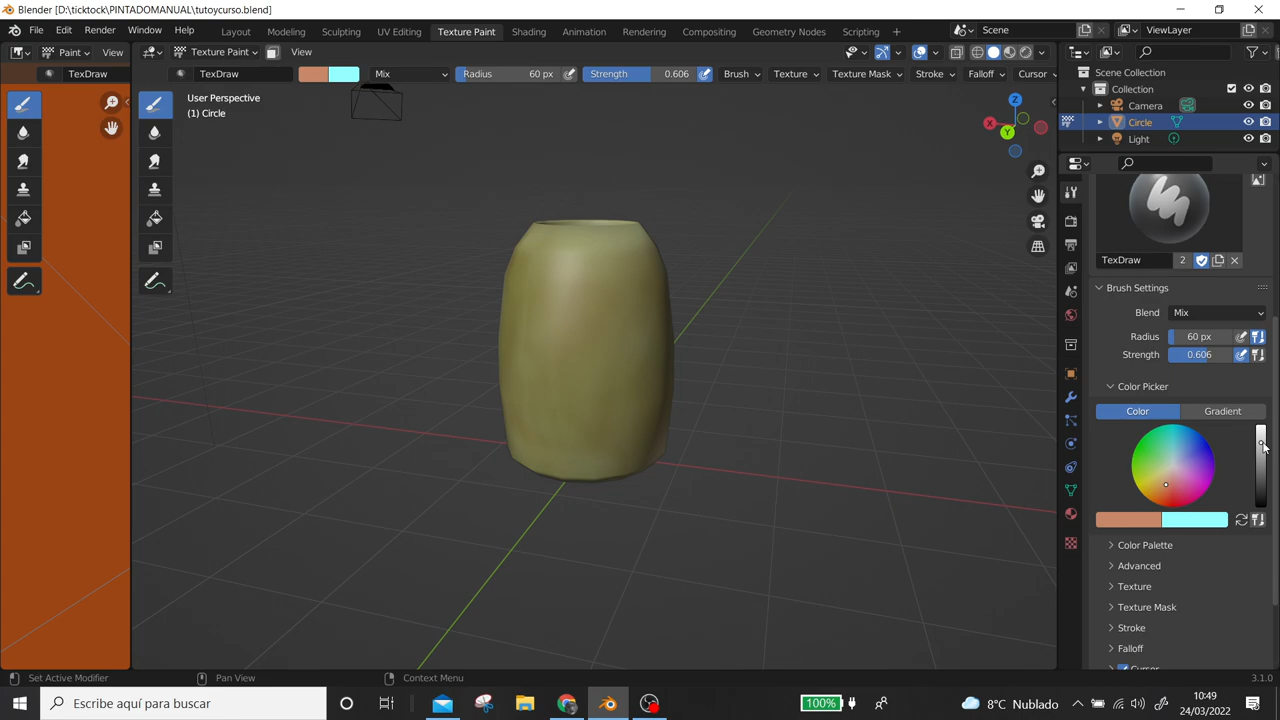 Blender [D:\ticktock\PINTADOMANUAL\tutoycurso.blend]
File Edit Render Window Help Layout Modeling Sculpting UV Editing Texture Paint Shading Animation Rendering Compositing Geometry Nodes Scripting + Scene ViewLayer
Paint View Texture Paint View
TexDraw TexDraw Mix Radius 60 px Strength 0.606 Brush Texture Texture Mask Stroke Falloff Cursor
User Perspective
(1) Circle
X Y Z
Scene Collection
Collection
Camera
Circle
Light
TexDraw 2
Brush Settings
Blend Mix
Radius 60 px
Strength 0.606
Color Picker
Color Gradient
Color Palette
Advanced
Texture
Texture Mask
Stroke
Falloff
Cursor
Set Active Modifier Pan View Context Menu 3.1.0
Escribe aquí para buscar 100% 8°C Nublado 10:49
24/03/2022